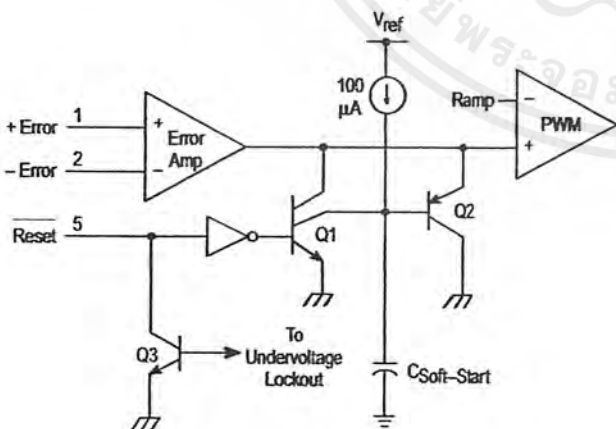 Vref
100
µA
Ramp
−
PWM
+
+ Error 1
+
Error
Amp
− Error 2
−
Reset 5
Q1
Q2
Q3
To
Undervoltage
Lockout
CSoft–Start